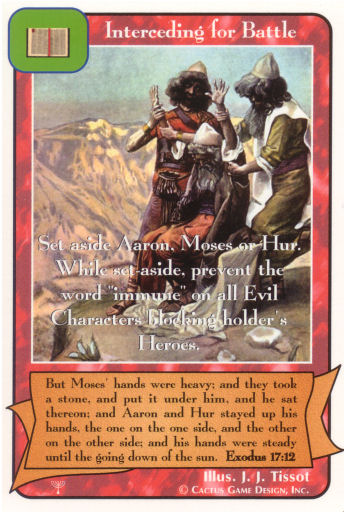 Interceding for Battle
Set aside Aaron, Moses or Hur.
While set-aside, prevent the
word "immune" on all Evil
Characters blocking holder's
Heroes.
But Moses' hands were heavy; and they took
a stone, and put it under him, and he sat
thereon; and Aaron and Hur stayed up his
hands, the one on the one side, and the other
on the other side; and his hands were steady
until the going down of the sun. Exodus 17:12
Illus. J. J. Tissot
© Cactus Game Design, Inc.